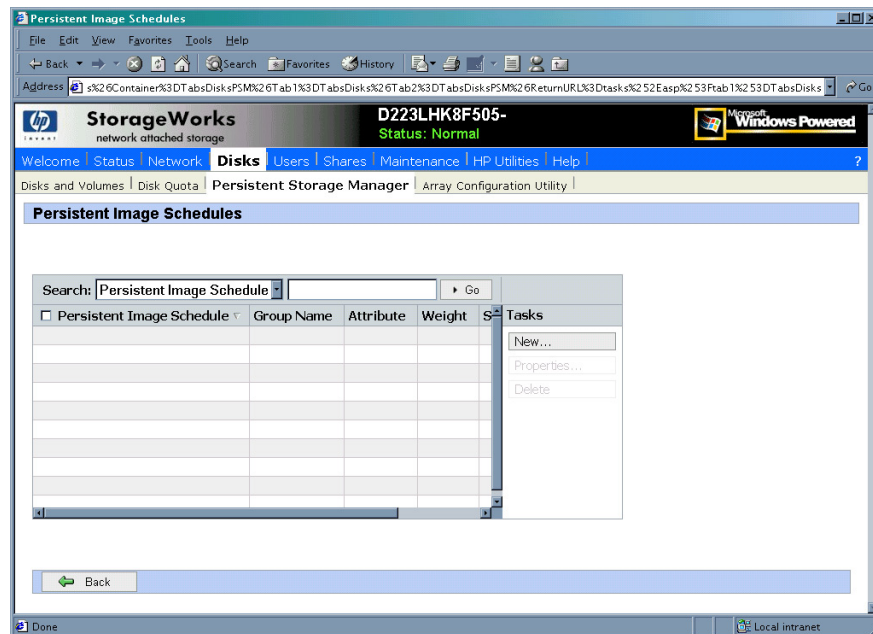 Persistent Image Schedules
File Edit View Favorites Tools Help
Back Search Favorites History
Address s%26Container%3DTabsDisksPSM%26Tab1%3DTabsDisks%26Tab2%3DTabsDisksPSM%26ReturnURL%3Dtasks%252Easp%253Ftab1%253DTabsDisks Go
hp StorageWorks D223LHK8F505- Microsoft Windows Powered
invent network attached storage Status: Normal
Welcome Status Network Disks Users Shares Maintenance HP Utilities Help ?
Disks and Volumes Disk Quota Persistent Storage Manager Array Configuration Utility
Persistent Image Schedules
Search: Persistent Image Schedule Go
Persistent Image Schedule Group Name Attribute Weight S Tasks
New...
Properties...
Delete
Back
Done Local intranet